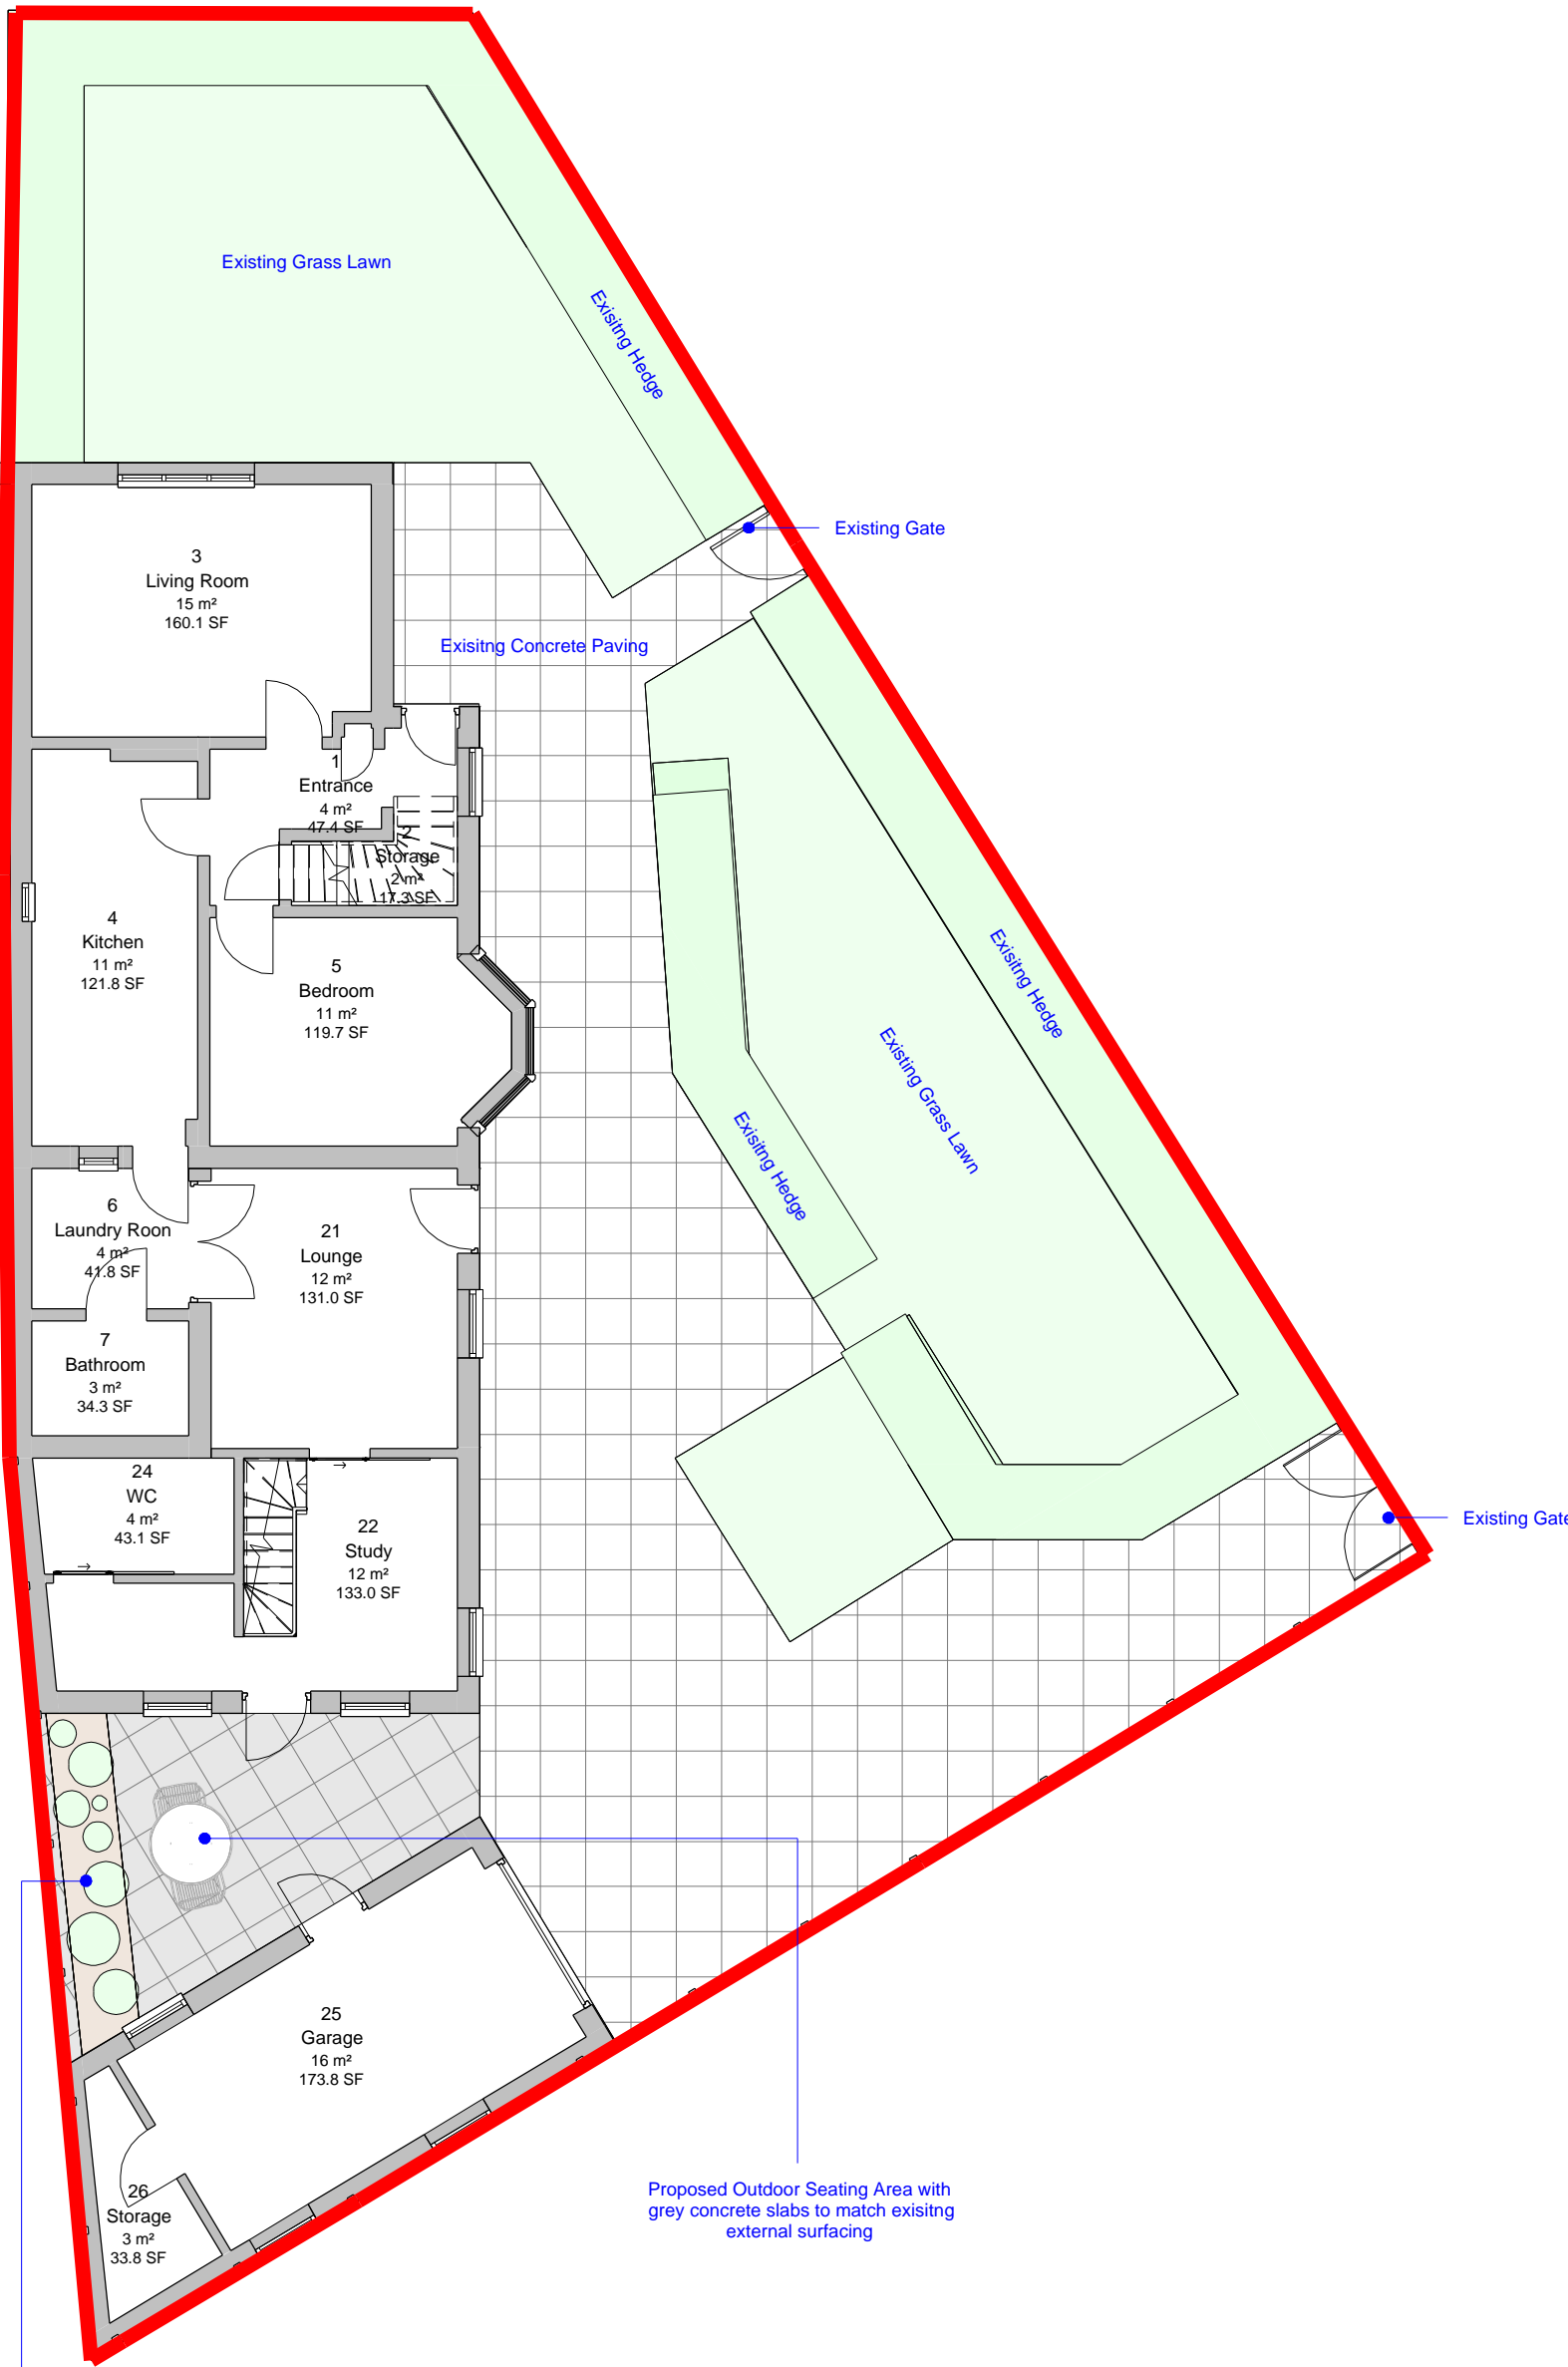 Existing Grass Lawn
Exisitng Hedge
Existing Gate
3
Living Room
15 m²
160.1 SF
Exisitng Concrete Paving
1
Entrance
4 m²
47.4 SF
2
Storage
2 m²
17.3 SF
4
Kitchen
11 m²
121.8 SF
5
Bedroom
11 m²
119.7 SF
Exisitng Hedge
Existing Grass Lawn
Exisitng Hedge
6
Laundry Roon
4 m²
41.8 SF
21
Lounge
12 m²
131.0 SF
7
Bathroom
3 m²
34.3 SF
24
WC
4 m²
43.1 SF
22
Study
12 m²
133.0 SF
Existing Gate
25
Garage
16 m²
173.8 SF
26
Storage
3 m²
33.8 SF
Proposed Outdoor Seating Area with
grey concrete slabs to match exisitng
external surfacing